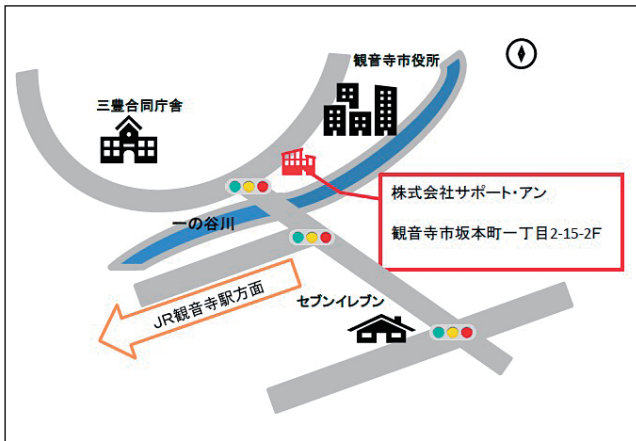 観音寺市役所
三豊合同庁舎
株式会社サポート・アン
観音寺市坂本町一丁目2-15-2F
一の谷川
JR観音寺駅方面
セブンイレブン